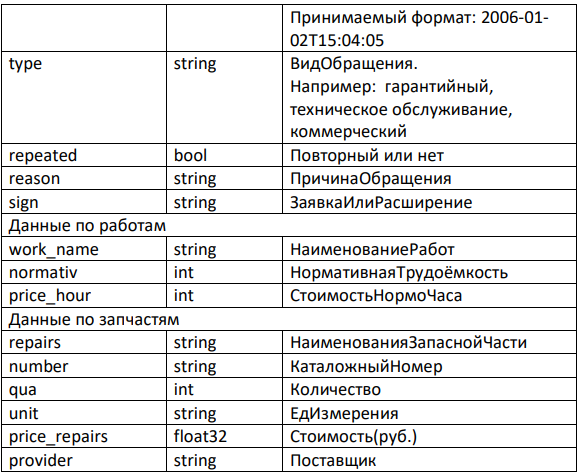 Принимаемый формат: 2006-01-
02T15:04:05
type string ВидОбращения.
Например: гарантийный,
техническое обслуживание,
коммерческий
repeated bool Повторный или нет
reason string ПричинаОбращения
sign string ЗаявкаИлиРасширение
Данные по работам
work_name string НаименованиеРабот
normativ int НормативнаяТрудоёмкость
price_hour int СтоимостьНормоЧаса
Данные по запчастям
repairs string НаименованияЗапаснойЧасти
number string КаталожныйНомер
qua int Количество
unit string ЕдИзмерения
price_repairs float32 Стоимость(руб.)
provider string Поставщик